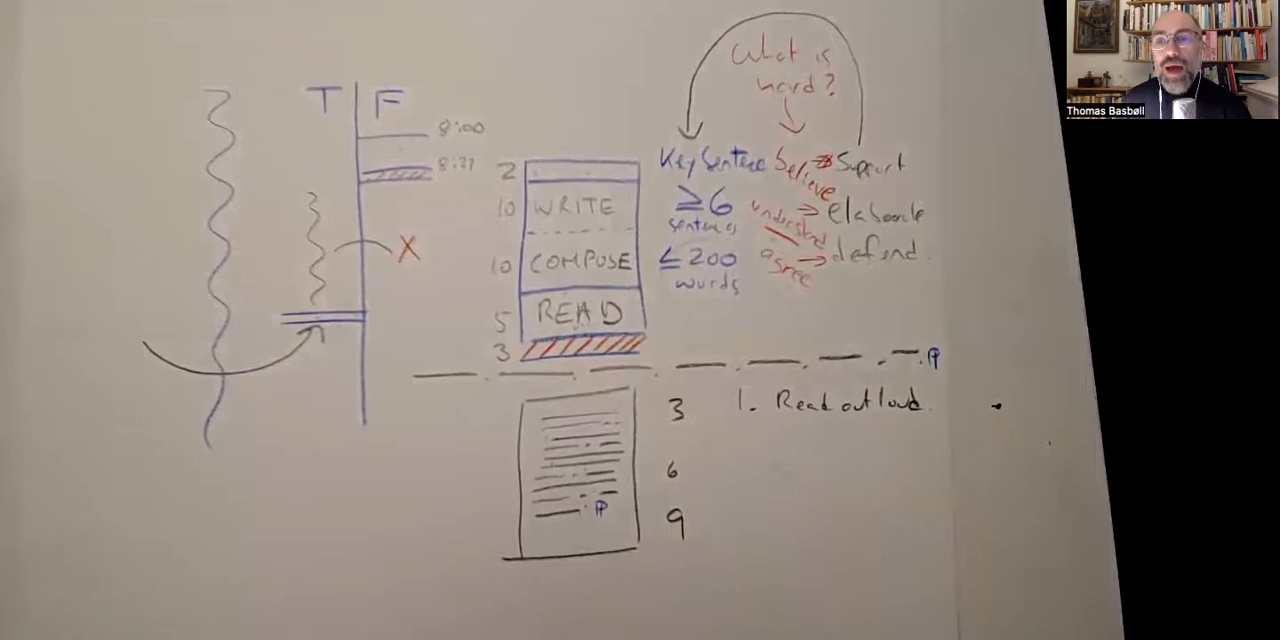 Thomas Basbøll
T F
8:00
8:27
What is
hard?
Key Sentence believe Support
≥6
sentences
understand ⇒ elaborate
≤200
words
agree → defend.
2
10 WRITE
10 COMPOSE
5 READ
3
X
3 1. Read out loud.
6
9